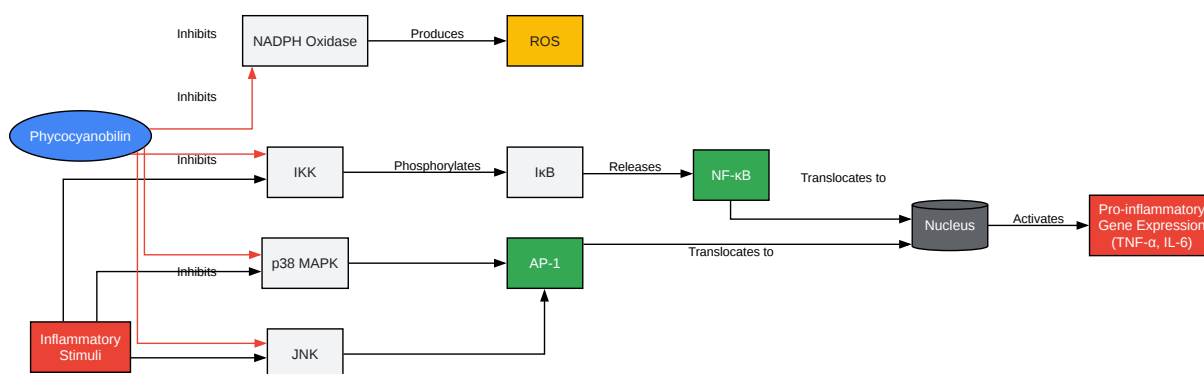 Inhibits
NADPH Oxidase
Produces
ROS
Inhibits
Phycocyanobilin
Inhibits
IKK
Phosphorylates
IκB
Releases
NF-κB
Translocates to
Nucleus
Activates
Pro-inflammatory
Gene Expression
(TNF-α, IL-6)
Inhibits
p38 MAPK
AP-1
Translocates to
Inflammatory
Stimuli
JNK